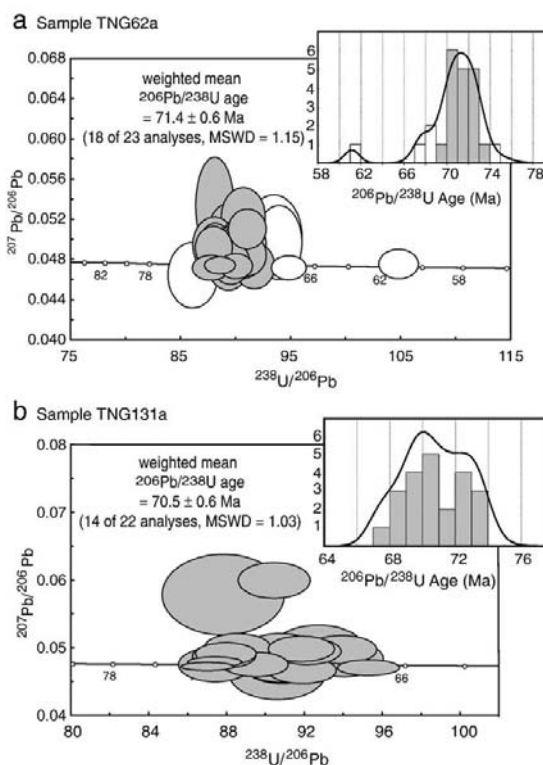 a Sample TNG62a
0.068
0.064
0.060
0.056
0.052
0.048
0.044
0.040
207Pb/206Pb
weighted mean
206Pb/238U age
= 71.4 ± 0.6 Ma
(18 of 23 analyses, MSWD = 1.15)
6
5
4
3
2
1
58 62 66 70 74 78
206Pb/238U Age (Ma)
82 78 66 62 58
75 85 95 105 115
238U/206Pb
b Sample TNG131a
0.08
0.07
0.06
0.05
0.04
207Pb/206Pb
weighted mean
206Pb/238U age
= 70.5 ± 0.6 Ma
(14 of 22 analyses, MSWD = 1.03)
6
5
4
3
2
1
64 68 72 76
206Pb/238U Age (Ma)
78 66
80 84 88 92 96 100
238U/206Pb